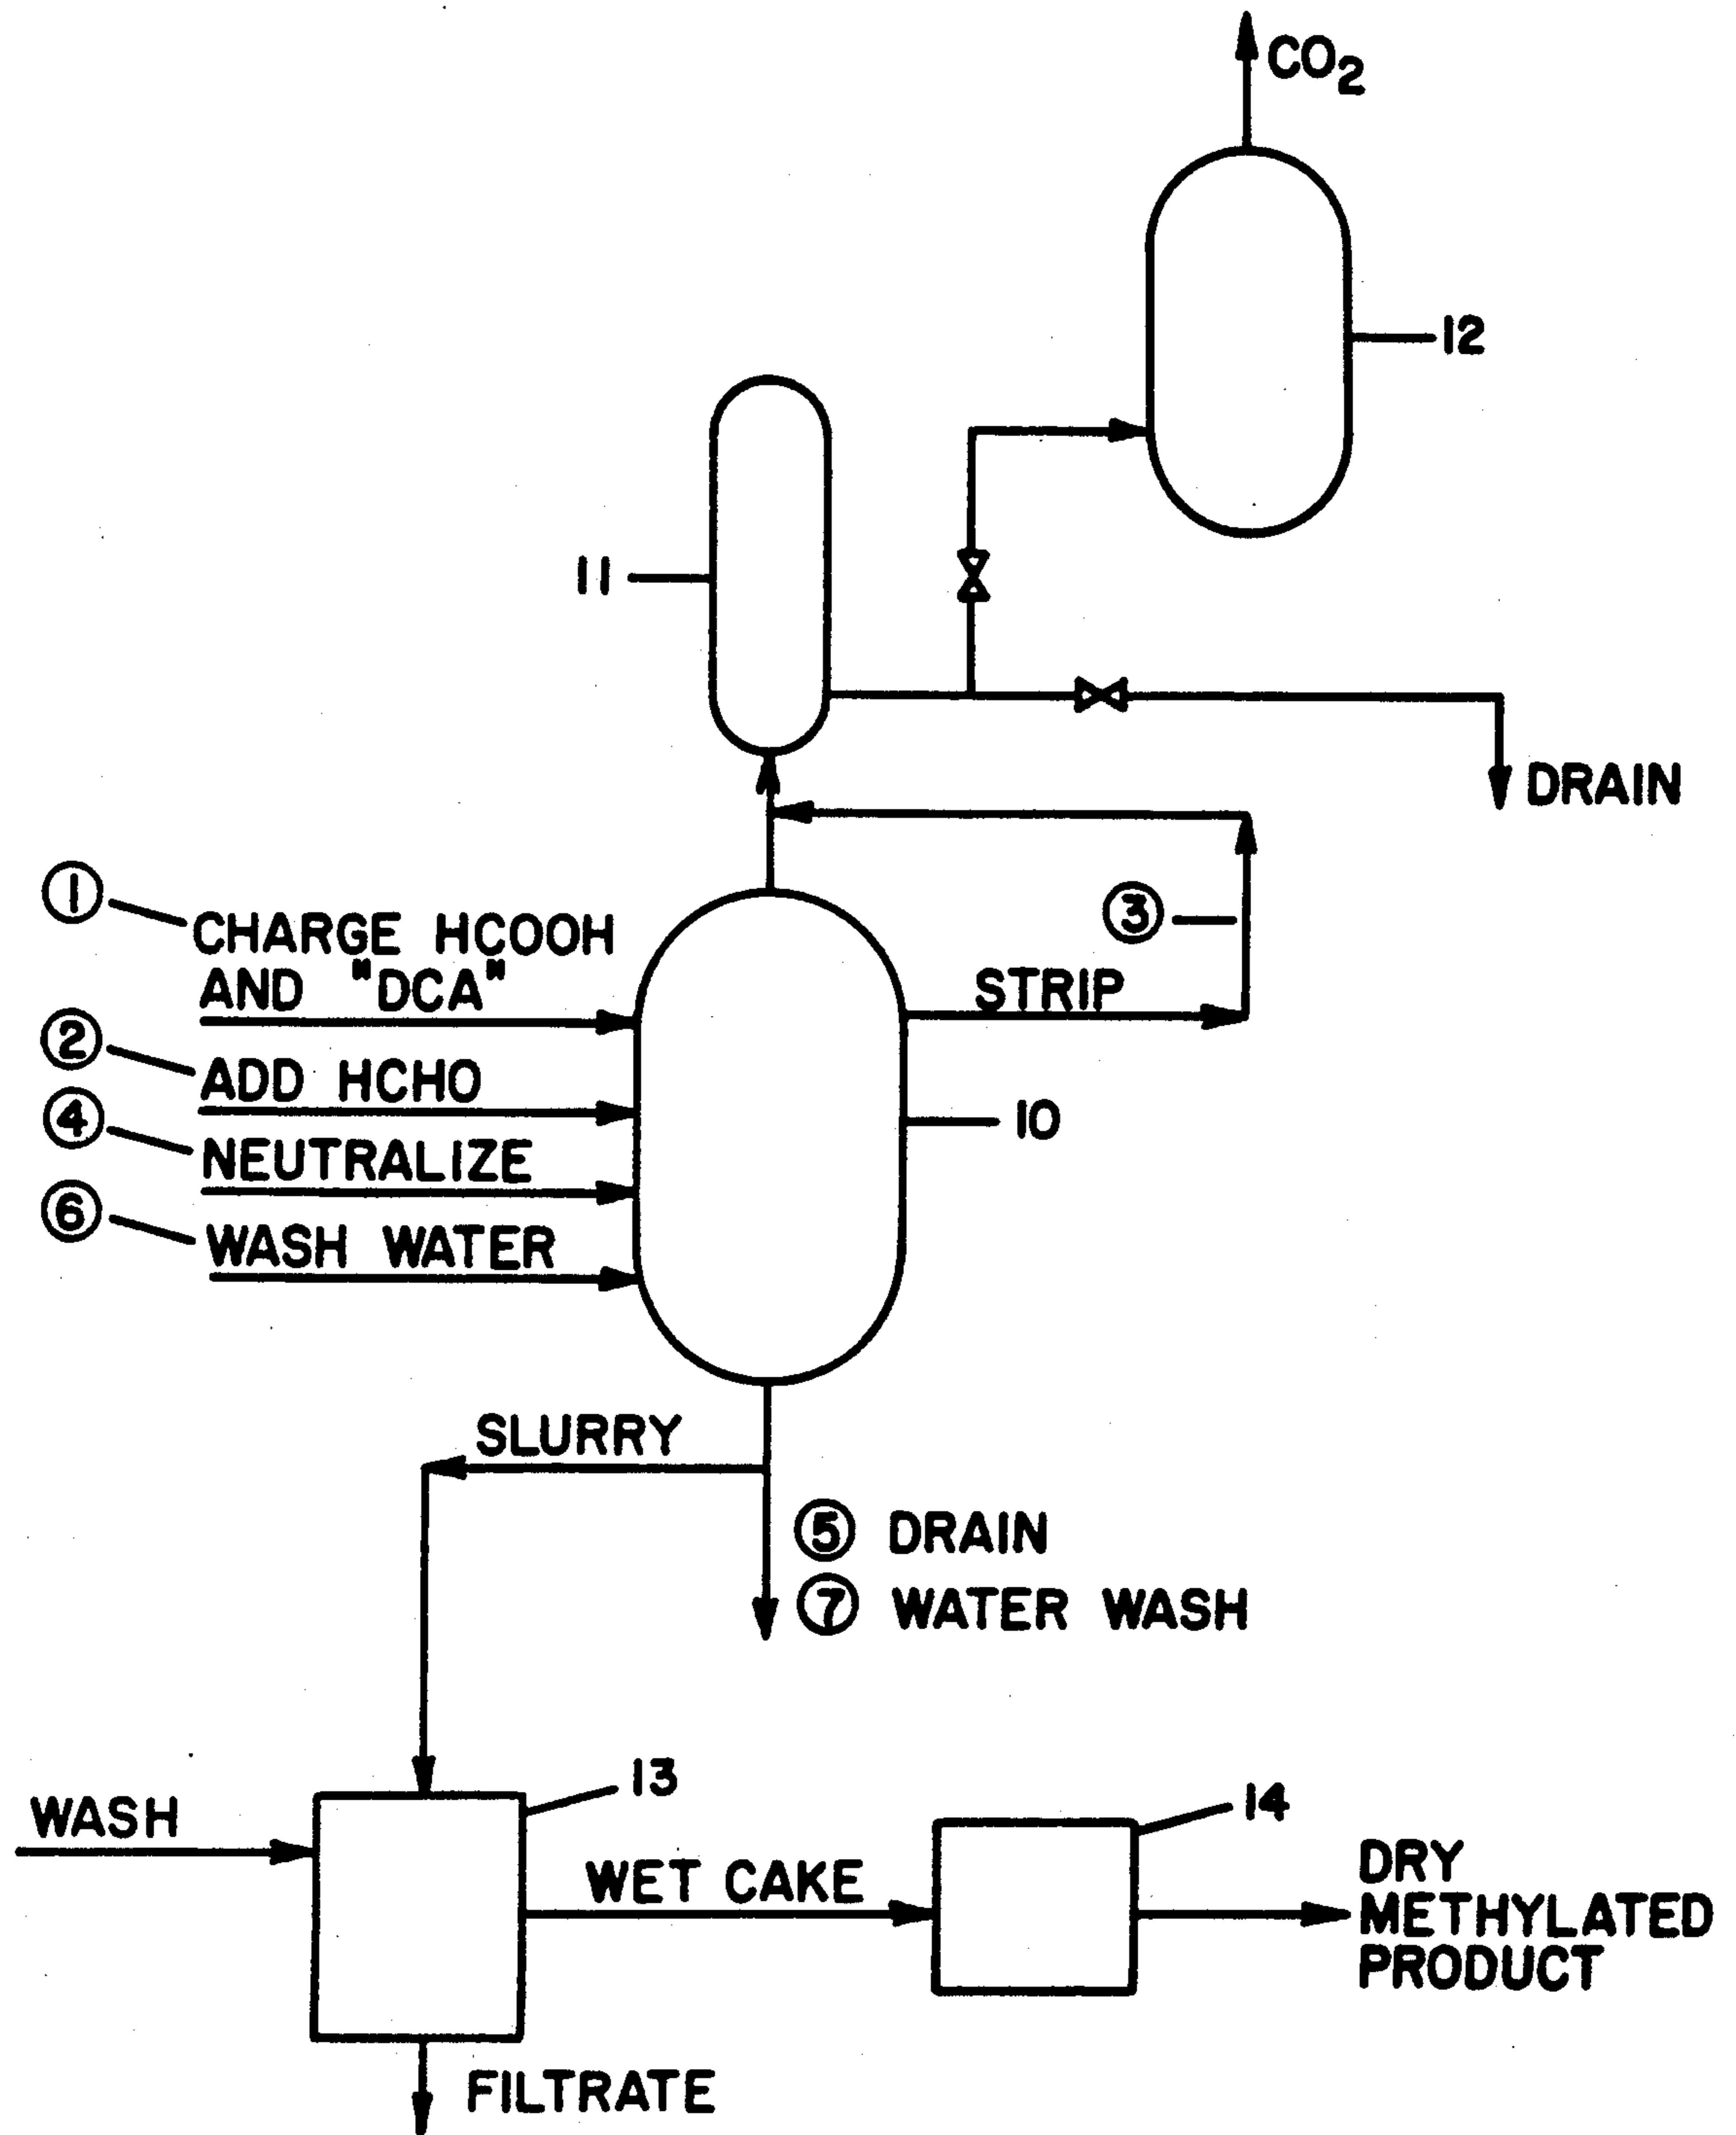 CO2
12
11
DRAIN
①
CHARGE HCOOH
AND "DCA"
③
STRIP
②
ADD HCHO
10
④
NEUTRALIZE
⑥
WASH WATER
SLURRY
⑤ DRAIN
⑦ WATER WASH
13
14
WASH
WET CAKE
DRY
METHYLATED
PRODUCT
FILTRATE